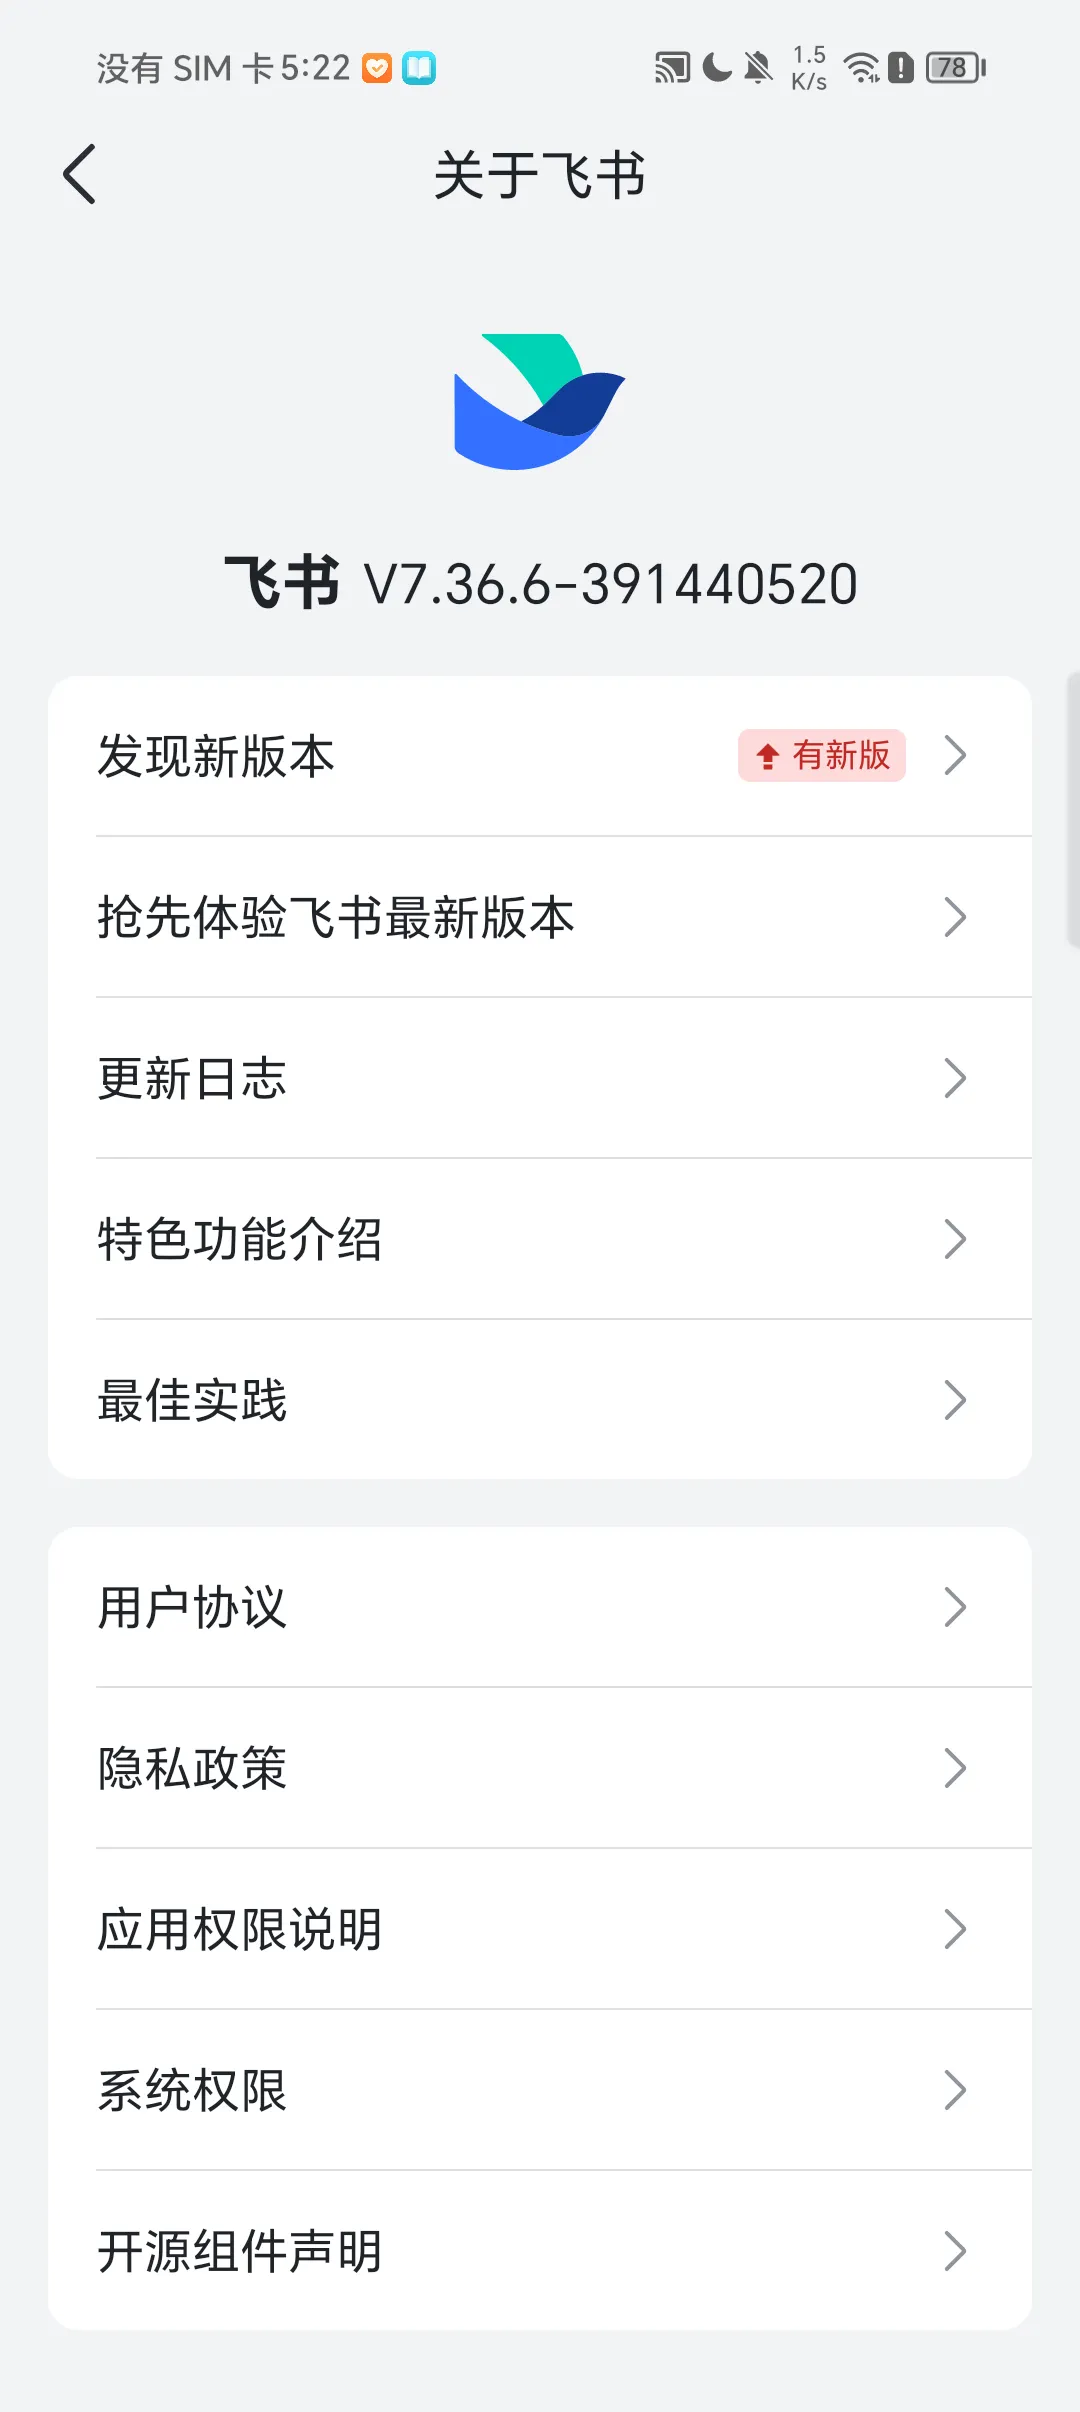 没有 SIM 卡 5:22 1.5 K/s 78
关于飞书
飞书 V7.36.6-391440520
发现新版本 有新版
抢先体验飞书最新版本
更新日志
特色功能介绍
最佳实践
用户协议
隐私政策
应用权限说明
系统权限
开源组件声明